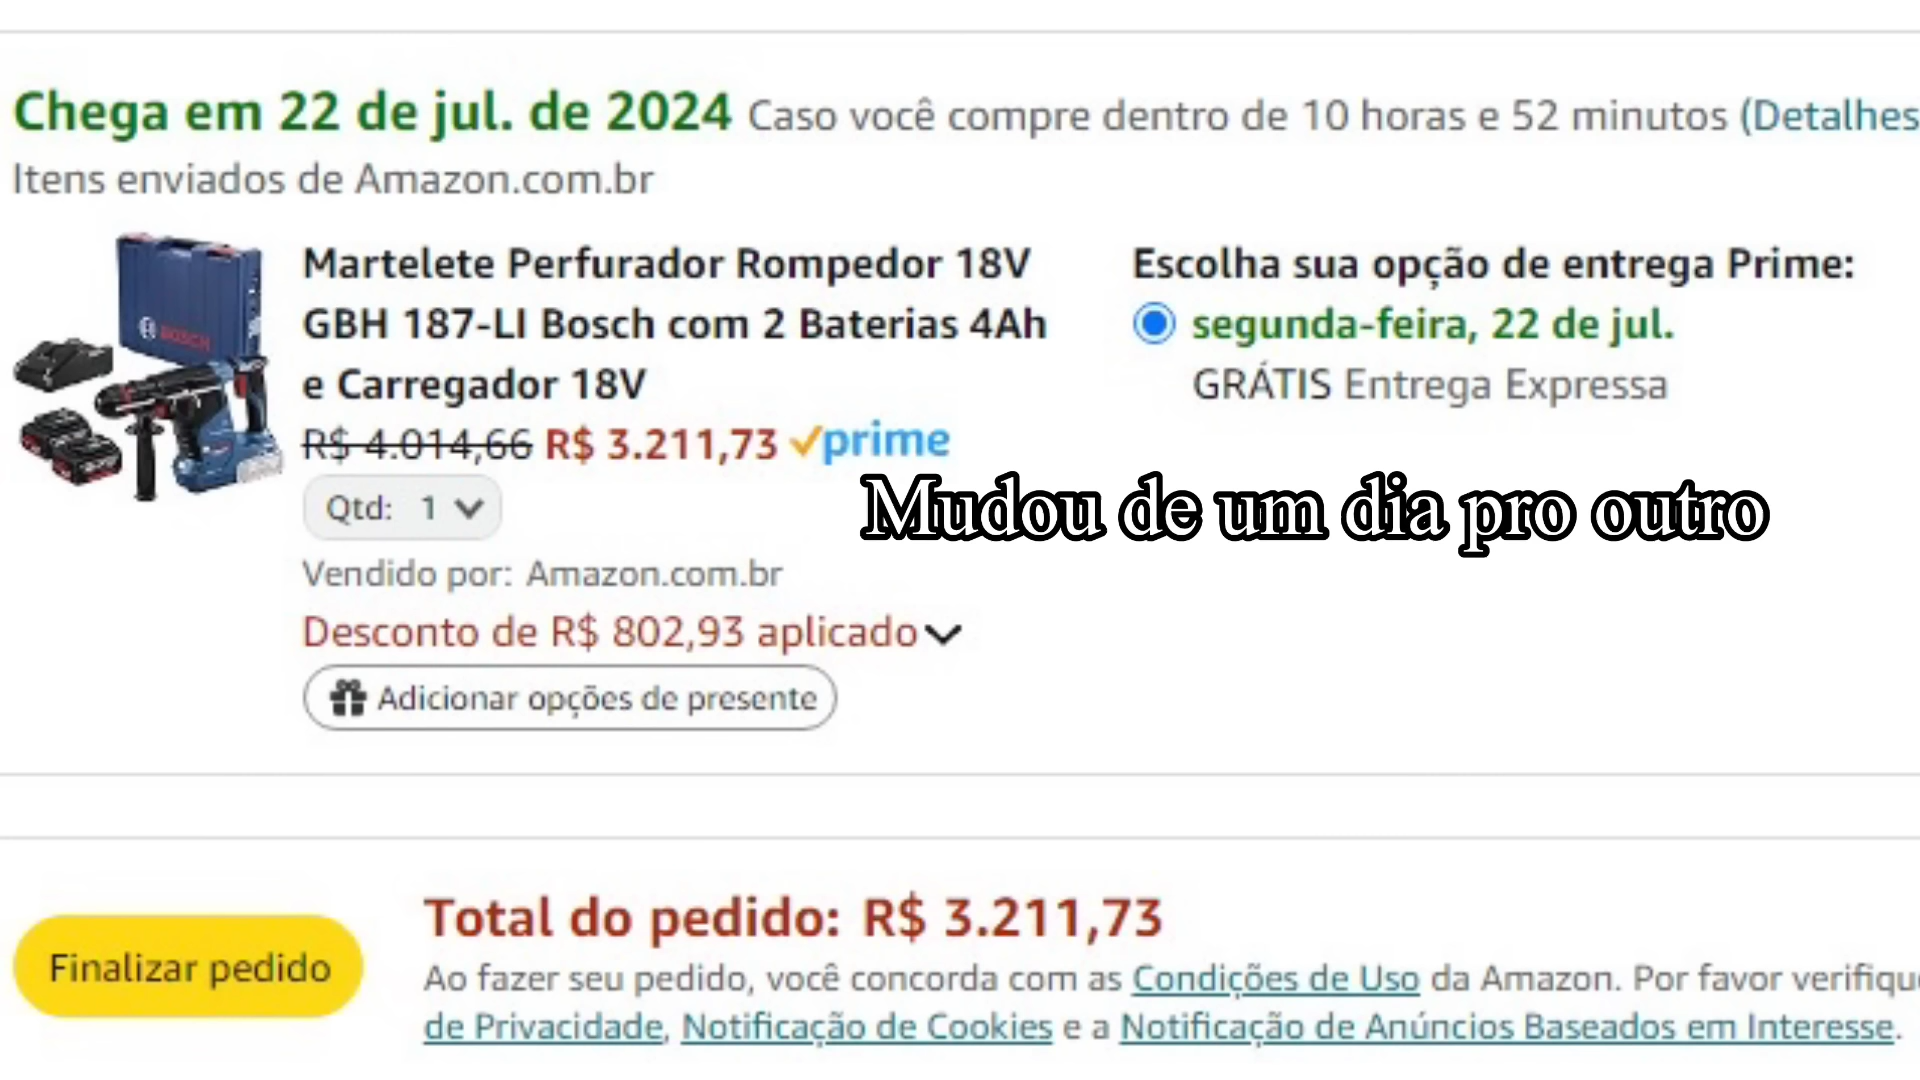 Chega em 22 de jul. de 2024 Caso você compre dentro de 10 horas e 52 minutos (Detalhes
Itens enviados de Amazon.com.br
BOSCH
Martelete Perfurador Rompedor 18V
GBH 187-LI Bosch com 2 Baterias 4Ah
e Carregador 18V
R$ 4.014,66 R$ 3.211,73 prime
Qtd: 1
Vendido por: Amazon.com.br
Desconto de R$ 802,93 aplicado
Adicionar opções de presente
Escolha sua opção de entrega Prime:
segunda-feira, 22 de jul.
GRÁTIS Entrega Expressa
Mudou de um dia pro outro
Finalizar pedido
Total do pedido: R$ 3.211,73
Ao fazer seu pedido, você concorda com as Condições de Uso da Amazon. Por favor verifiqu
de Privacidade, Notificação de Cookies e a Notificação de Anúncios Baseados em Interesse.